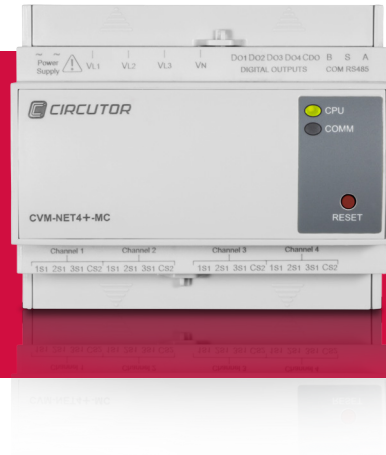 Power
Supply
VL1 VL2 VL3 VN
DO1 DO2 DO3 DO4 CDO B S A
DIGITAL OUTPUTS COM RS485
CIRCUTOR
CPU
COMM
CVM-NET4+-MC
RESET
Channel 1 Channel 2 Channel 3 Channel 4
1S1 2S1 3S1 CS2 1S1 2S1 3S1 CS2 1S1 2S1 3S1 CS2 1S1 2S1 3S1 CS2